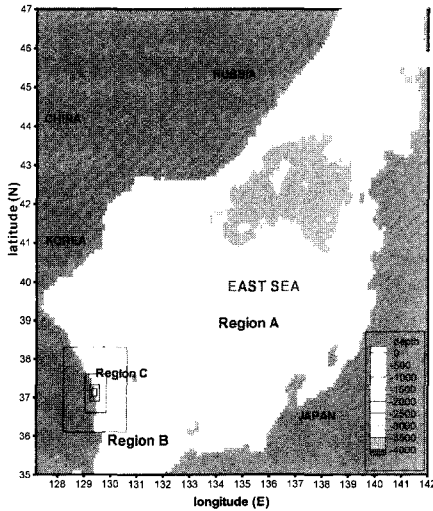 47
46
45
44
43
42
41
40
39
38
37
36
35
latitude (N)
RUSSIA
CHINA
KOREA
EAST SEA
Region A
Region C
Region B
JAPAN
depth
0
-500
-1000
-1500
-2000
-2500
-3000
-3500
-4000
128 129 130 131 132 133 134 135 136 137 138 139 140 141 142
longitude (E)